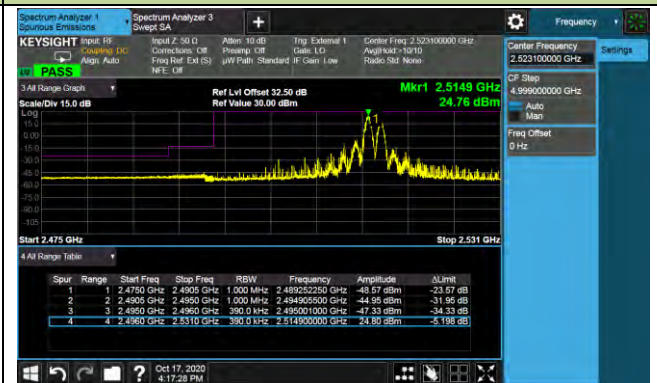 Spectrum Analyzer 1
Spurious Emissions
Spectrum Analyzer 3
Swept SA
Frequency
KEYSIGHT
Input: RF
Coupling: DC
Align: Auto
Input Z: 50 Ω
Corrections: Off
Freq Ref: Ext (S)
NFE: Off
Atten: 10 dB
Preamp: Off
µW Path: Standard
Trig: External 1
Gate: LO
IF Gain: Low
Center Freq: 2.523100000 GHz
Avg|Hold:>10/10
Radio Std: None
PASS
Center Frequency
2.523100000 GHz
Settings
CF Step
4.999000000 GHz
Auto
Man
Freq Offset
0 Hz
3 All Range Graph
Scale/Div 15.0 dB
Ref Lvl Offset 32.50 dB
Ref Value 30.00 dBm
Mkr1 2.5149 GHz
24.76 dBm
Log
15.0
0.00
-15.0
-30.0
-45.0
-60.0
-75.0
-90.0
-105
1
Start 2.475 GHz
Stop 2.531 GHz
4 All Range Table
Spur Range Start Freq Stop Freq RBW Frequency Amplitude ΔLimit
1 1 2.4750 GHz 2.4905 GHz 1.000 MHz 2.489252250 GHz -48.57 dBm -23.57 dB
2 2 2.4905 GHz 2.4950 GHz 1.000 MHz 2.494905500 GHz -44.95 dBm -31.95 dB
3 3 2.4950 GHz 2.4960 GHz 390.0 kHz 2.495001000 GHz -47.33 dBm -34.33 dB
4 4 2.4960 GHz 2.5310 GHz 390.0 kHz 2.514900000 GHz 24.80 dBm -5.198 dB
Oct 17, 2020
4:17:28 PM